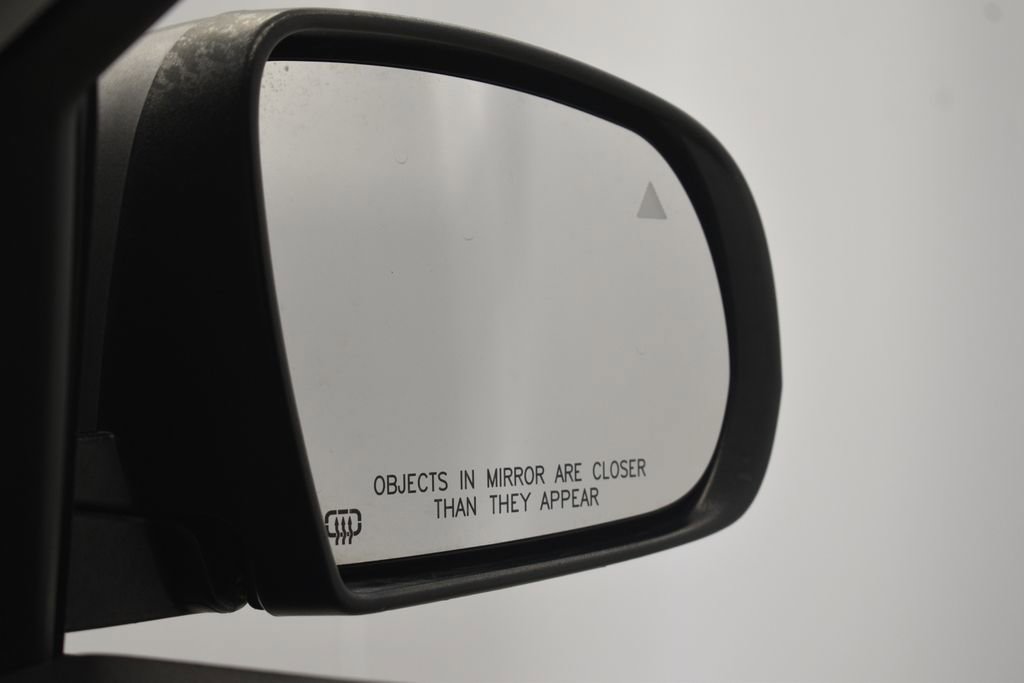 OBJECTS IN MIRROR ARE CLOSER
THAN THEY APPEAR